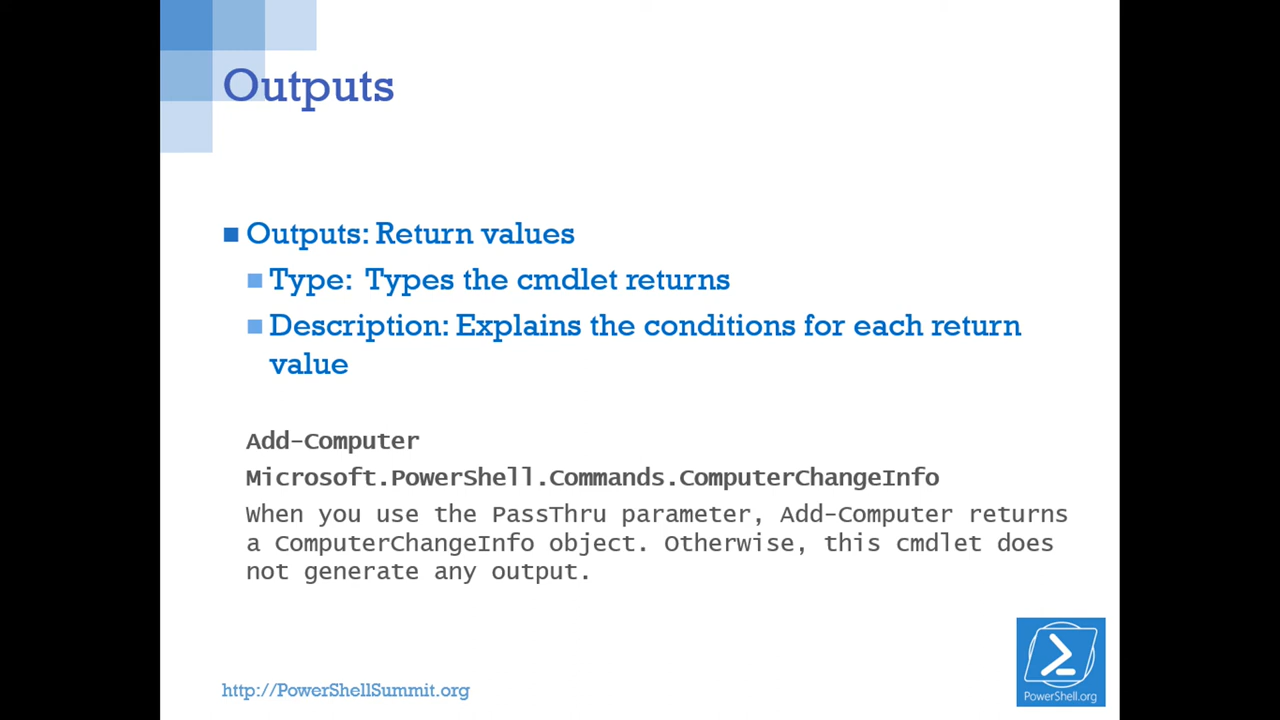 Outputs
Outputs: Return values
Type: Types the cmdlet returns
Description: Explains the conditions for each return
value
Add-Computer
Microsoft.PowerShell.Commands.ComputerChangeInfo
When you use the PassThru parameter, Add-Computer returns
a ComputerChangeInfo object. Otherwise, this cmdlet does
not generate any output.
http://PowerShellSummit.org
PowerShell.org